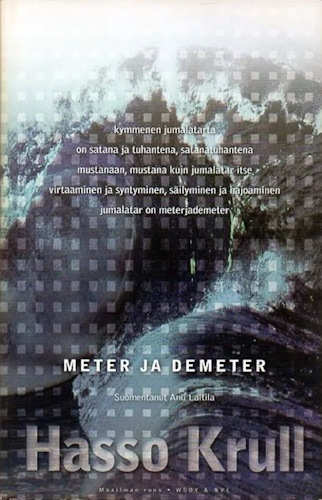 kymmenen jumalatarta
on satana ja tuhantena, satanatuhantena
mustanaan, mustana kuin jumalatar itse
virtaaminen ja syntyminen, säilyminen ja hajoaminen
jumalatar on meterjademeter
METER JA DEMETER
Suomentanut Anu Laitila
Hasso Krull
Maailman runo • WSOY & NVL